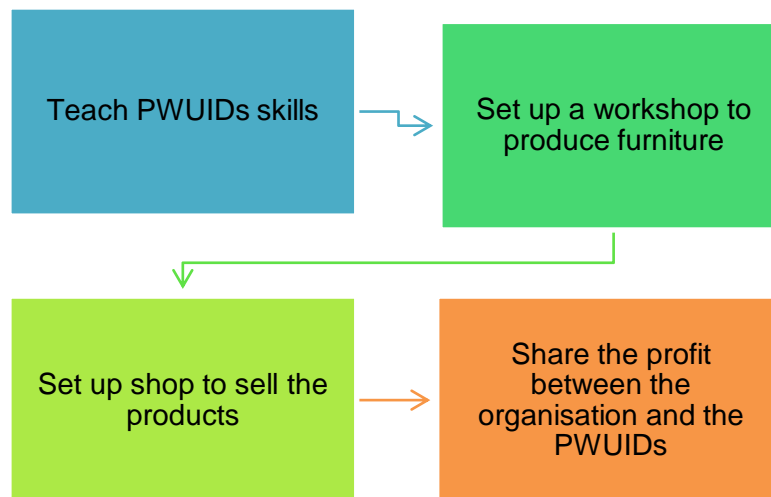 Teach PWUIDs skills
Set up a workshop to
produce furniture
Set up shop to sell the
products
Share the profit
between the
organisation and the
PWUIDs